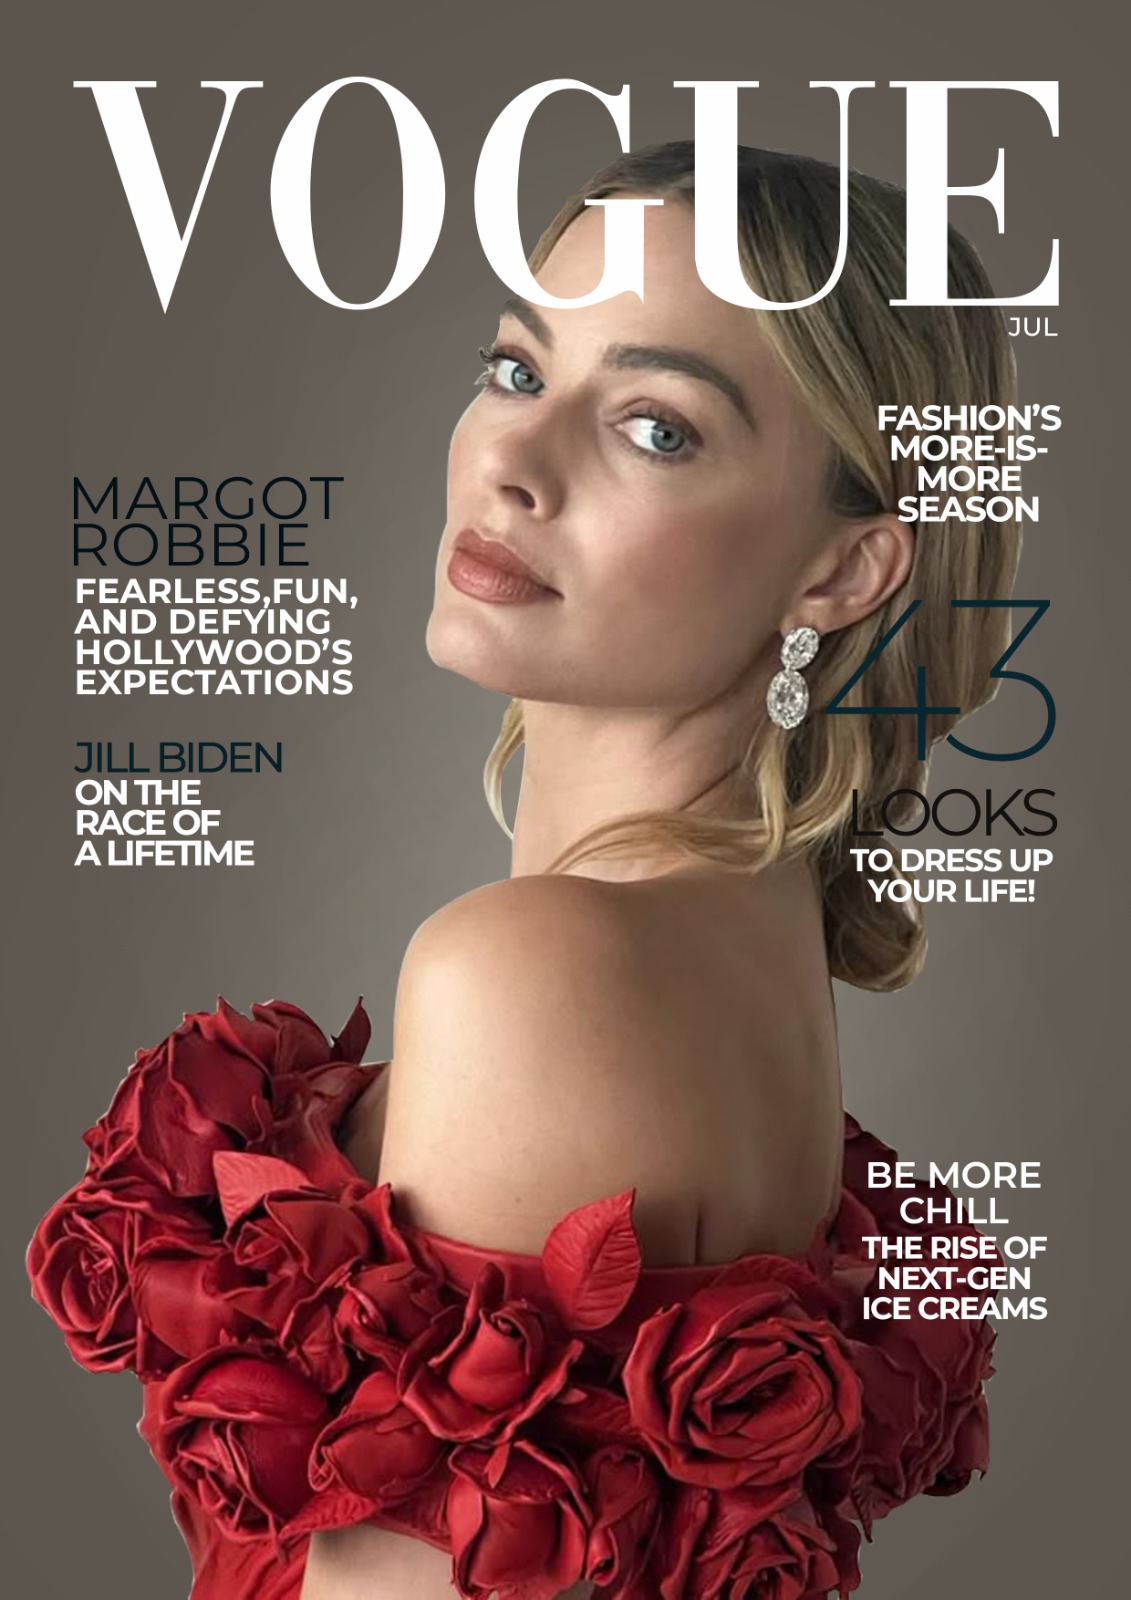 VOGUE
JUL
FASHION'S
MORE-IS-
MORE
SEASON
MARGOT
ROBBIE
FEARLESS,FUN,
AND DEFYING
HOLLYWOOD'S
EXPECTATIONS
JILL BIDEN
ON THE
RACE OF
A LIFETIME
43
LOOKS
TO DRESS UP
YOUR LIFE!
BE MORE
CHILL
THE RISE OF
NEXT-GEN
ICE CREAMS